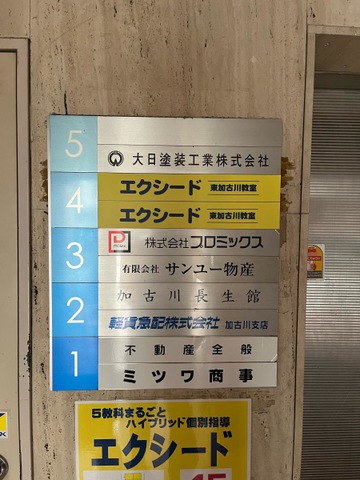 5
大日塗装工業株式会社
4
エクシード 東加古川教室
エクシード 東加古川教室
3
株式会社プロミックス
有限会社 サンユー物産
2
加古川長生館
軽貨急配株式会社 加古川支店
1
不動産全般
ミツワ商事
5教科まるごと
ハイブリッド個別指導
エクシード